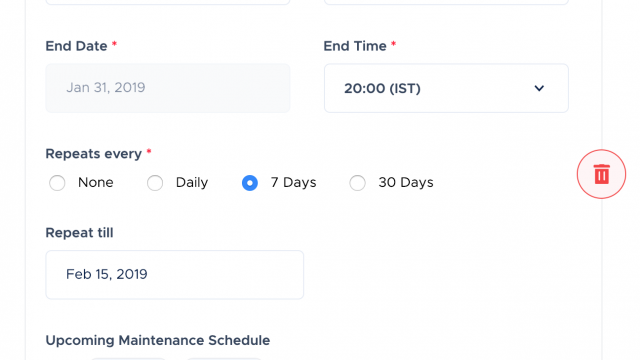 End Date * End Time *
Jan 31, 2019 20:00 (IST)
Repeats every *
None Daily 7 Days 30 Days
Repeat till
Feb 15, 2019
Upcoming Maintenance Schedule